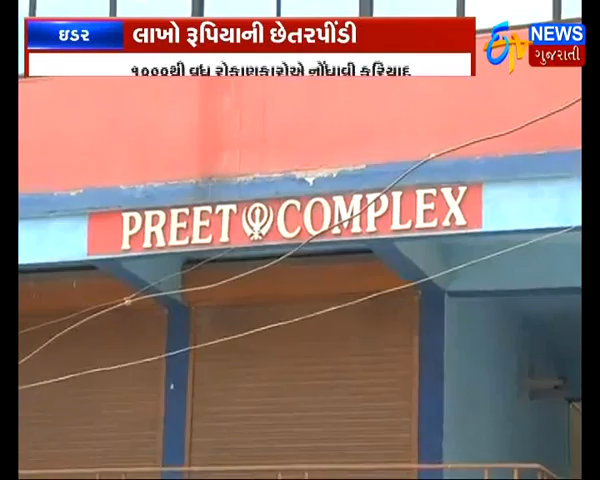 ઇડર
લાખો રૂપિયાની છેતરપીંડી
૧૦૦૦થી વધુ રોકાણકારોએ નોંધાવી ફરિયાદ
NEWS
ગુજરાતી
PREET COMPLEX